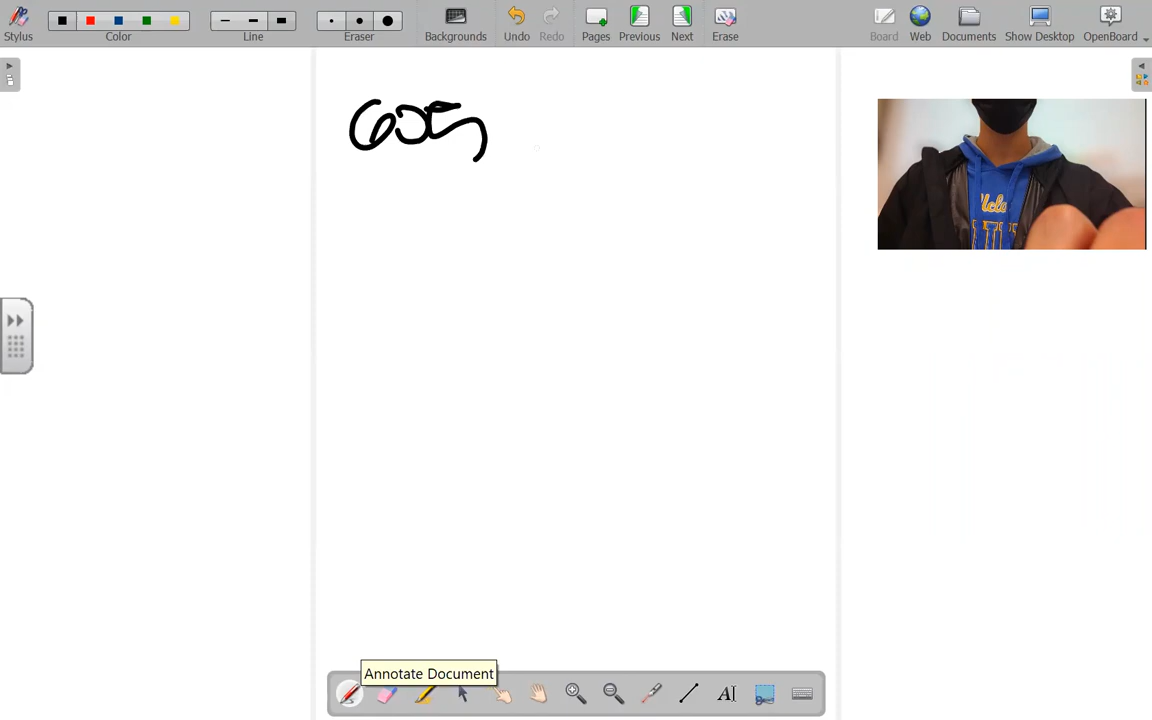 Stylus
Color
Line
Eraser
Backgrounds
Undo
Redo
Pages
Previous
Next
Erase
Board
Web
Documents
Show Desktop
OpenBoard
Annotate Document